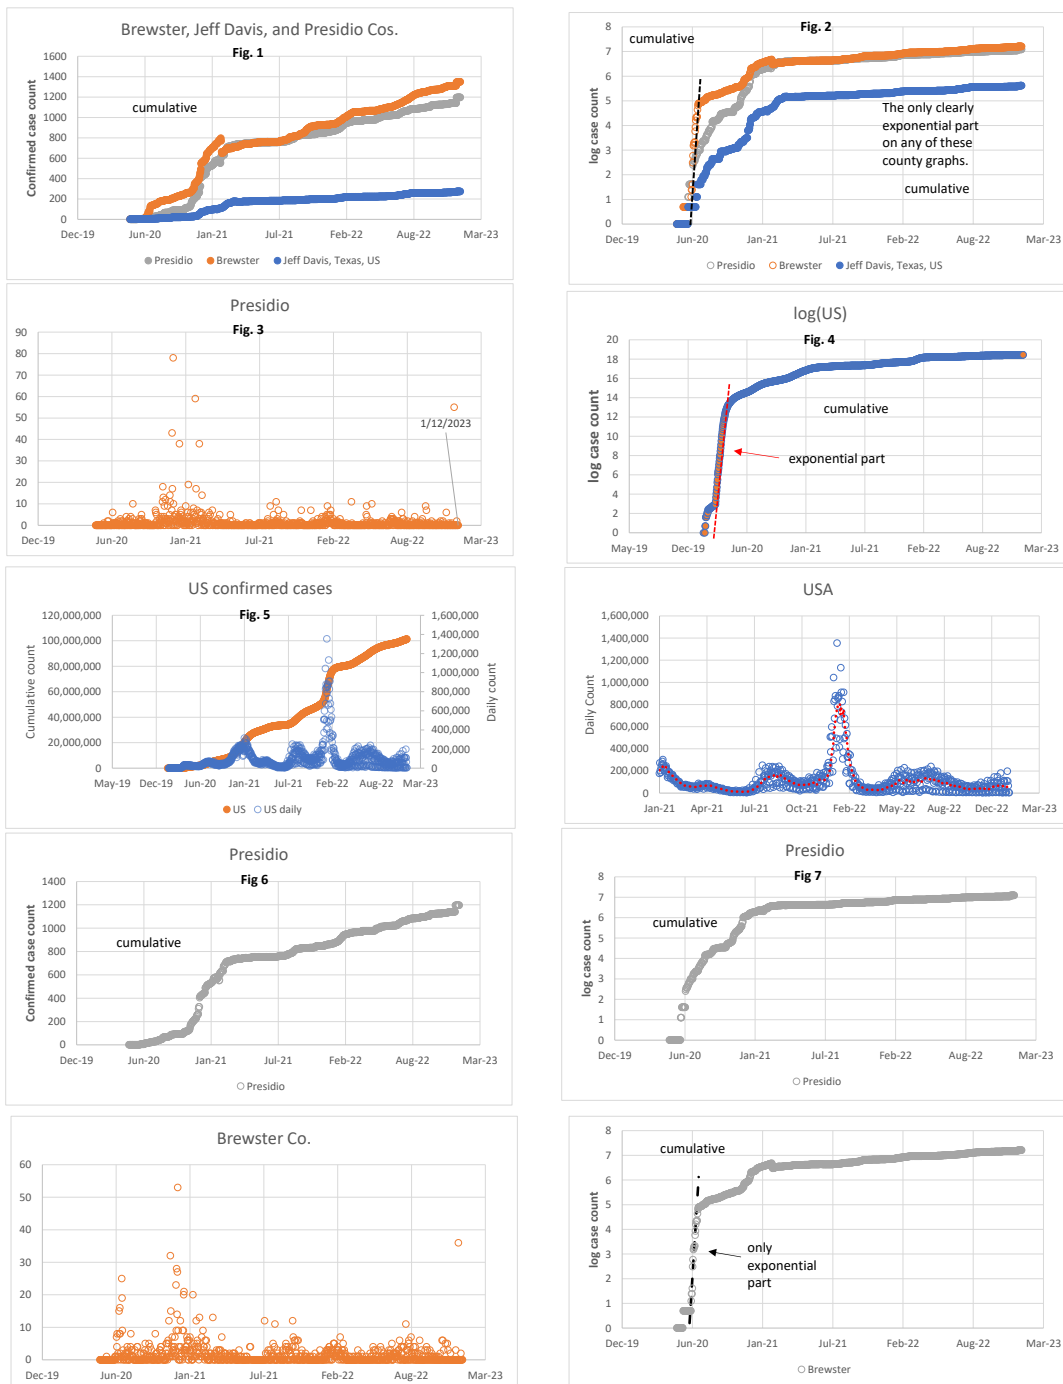 Brewster, Jeff Davis, and Presidio Cos.
Fig. 1
cumulative
Confirmed case count
1600
1400
1200
1000
800
600
400
200
0
Dec-19 Jun-20 Jan-21 Jul-21 Feb-22 Aug-22 Mar-23
Presidio Brewster Jeff Davis, Texas, US
Fig. 2
cumulative
log case count
8
7
6
5
4
3
2
1
0
The only clearly
exponential part
on any of these
county graphs.
cumulative
Dec-19 Jun-20 Jan-21 Jul-21 Feb-22 Aug-22 Mar-23
Presidio Brewster Jeff Davis, Texas, US
Presidio
Fig. 3
90
80
70
60
50
40
30
20
10
0
1/12/2023
Dec-19 Jun-20 Jan-21 Jul-21 Feb-22 Aug-22 Mar-23
log(US)
Fig. 4
log case count
20
18
16
14
12
10
8
6
4
2
0
cumulative
exponential part
May-19 Dec-19 Jun-20 Jan-21 Jul-21 Feb-22 Aug-22 Mar-23
US confirmed cases
Fig. 5
Cumulative count
120,000,000
100,000,000
80,000,000
60,000,000
40,000,000
20,000,000
0
1,600,000
1,400,000
1,200,000
1,000,000
800,000
600,000
400,000
200,000
0
Daily count
May-19 Dec-19 Jun-20 Jan-21 Jul-21 Feb-22 Aug-22 Mar-23
US US daily
USA
Daily Count
1,600,000
1,400,000
1,200,000
1,000,000
800,000
600,000
400,000
200,000
0
Jan-21 Apr-21 Jul-21 Oct-21 Feb-22 May-22 Aug-22 Dec-22 Mar-23
Presidio
Fig 6
cumulative
Confirmed case count
1400
1200
1000
800
600
400
200
0
Dec-19 Jun-20 Jan-21 Jul-21 Feb-22 Aug-22 Mar-23
Presidio
Presidio
Fig 7
cumulative
log case count
8
7
6
5
4
3
2
1
0
Dec-19 Jun-20 Jan-21 Jul-21 Feb-22 Aug-22 Mar-23
Presidio
Brewster Co.
60
50
40
30
20
10
0
Dec-19 Jun-20 Jan-21 Jul-21 Feb-22 Aug-22 Mar-23
cumulative
log case count
8
7
6
5
4
3
2
1
0
only
exponential
part
Dec-19 Jun-20 Jan-21 Jul-21 Feb-22 Aug-22 Mar-23
Brewster